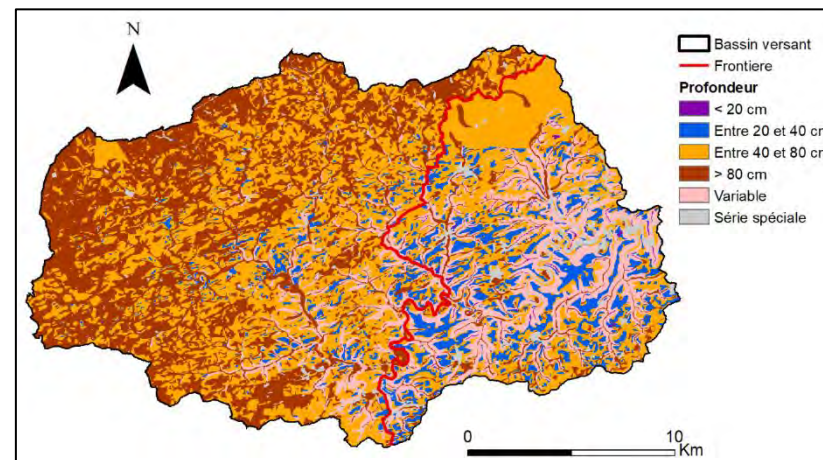 N
Bassin versant
Frontiere
Profondeur
< 20 cm
Entre 20 et 40 cm
Entre 40 et 80 cm
> 80 cm
Variable
Série spéciale
0 10
Km